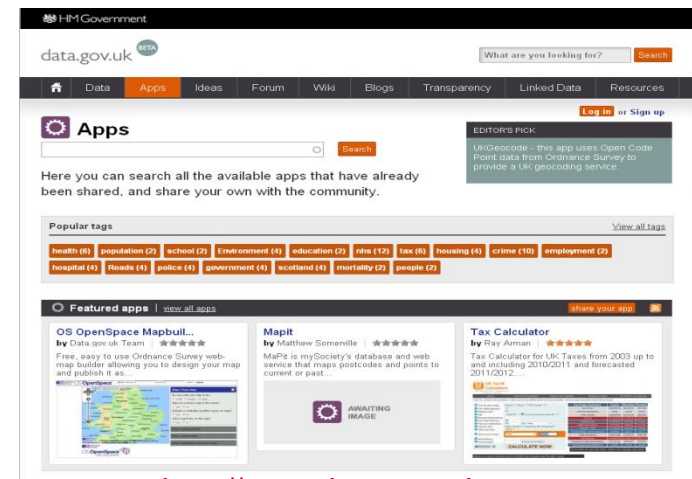 HM Government
data.gov.uk BETA
What are you looking for? Search
Data Apps Ideas Forum Wiki Blogs Transparency Linked Data Resources
Log in or Sign up
Apps
Search
EDITOR'S PICK
UKGeocode - this app uses Open Code
Point data from Ordnance Survey to
provide a UK geocoding service.
Here you can search all the available apps that have already
been shared, and share your own with the community.
Popular tags View all tags
health (6) population (2) school (2) Environment (4) education (2) nhs (12) tax (6) housing (4) crime (10) employment (2)
hospital (4) Roads (4) police (4) government (4) scotland (4) mortality (2) people (2)
Featured apps | view all apps share your app
OS OpenSpace Mapbuil...
by Data.gov.uk Team
Free, easy to use Ordnance Survey web-
map builder allowing you to design your map
and publish it as...
OpenSpace
OS OpenSpace
Mapit
by Matthew Somerville
MaPit is mySociety's database and web
service that maps postcodes and points to
current or past...
AWAITING
IMAGE
Tax Calculator
by Ray Arman
Tax Calculator for UK Taxes from 2003 up to
and including 2010/2011 and forecasted
2011/2012....
CALCULATE NOW